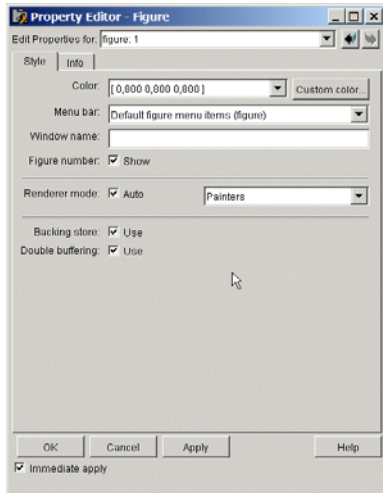 Property Editor - Figure
Edit Properties for: figure: 1
Style Info
Color: [ 0,800 0,800 0,800 ] Custom color...
Menu bar: Default figure menu items (figure)
Window name:
Figure number: Show
Renderer mode: Auto Painters
Backing store: Use
Double buffering: Use
OK Cancel Apply Help
Immediate apply